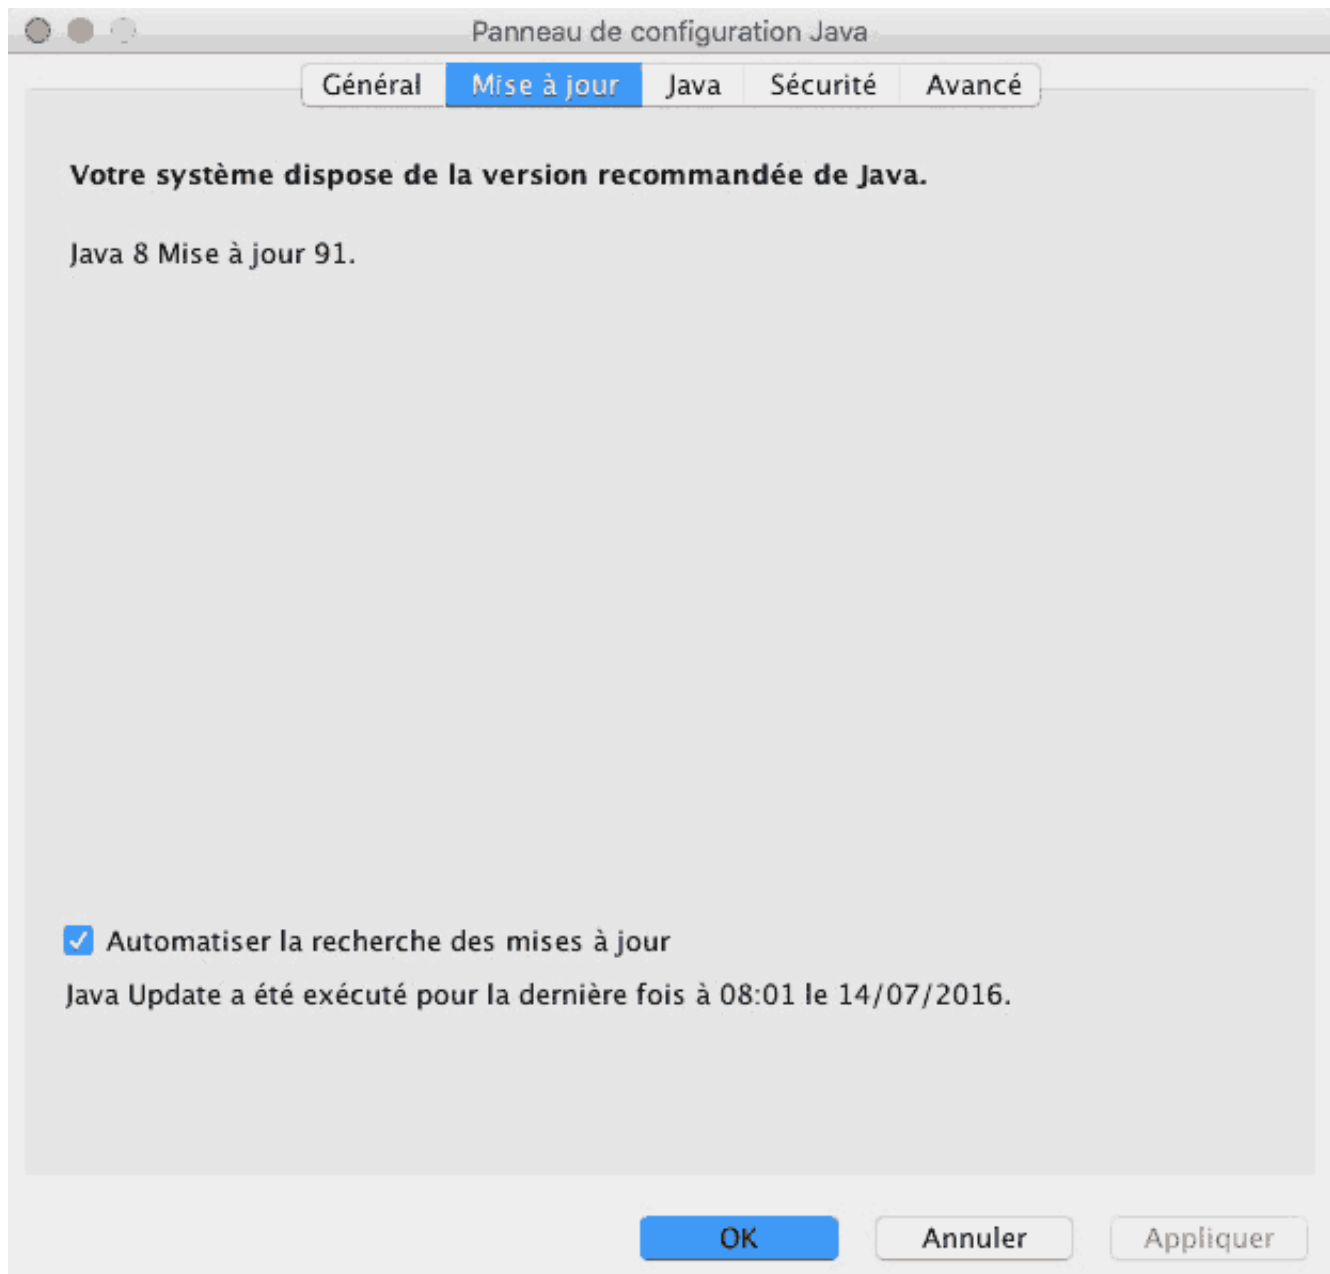 Panneau de configuration Java
Général Mise à jour Java Sécurité Avancé
Votre système dispose de la version recommandée de Java.
Java 8 Mise à jour 91.
Automatiser la recherche des mises à jour
Java Update a été exécuté pour la dernière fois à 08:01 le 14/07/2016.
OK Annuler Appliquer